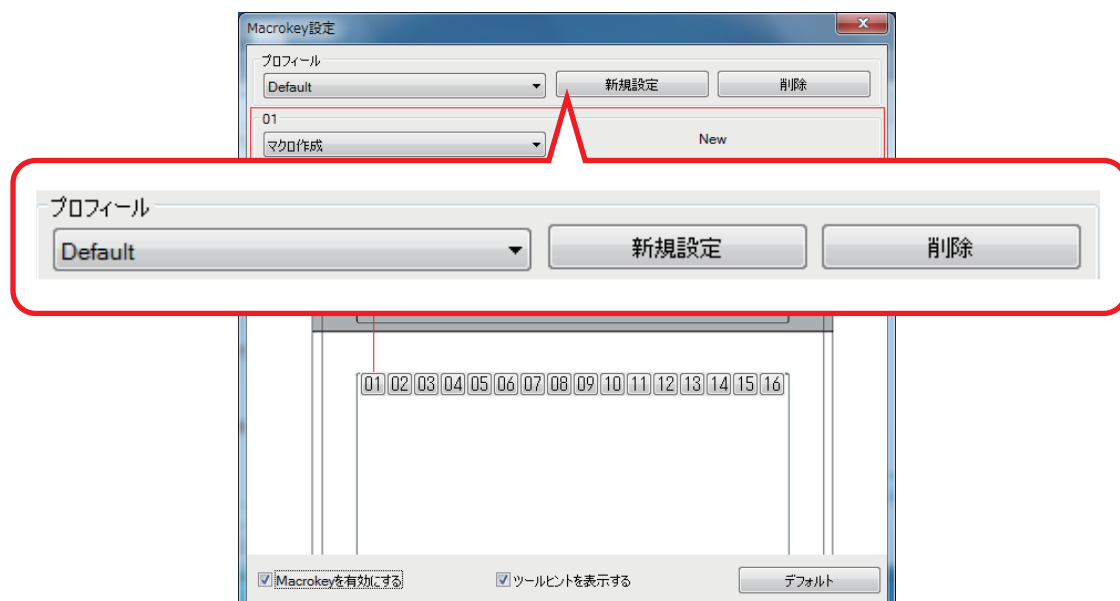 Macrokey設定
プロフィール
Default 新規設定 削除
01
マクロ作成 New
プロフィール
Default 新規設定 削除
01 02 03 04 05 06 07 08 09 10 11 12 13 14 15 16
Macrokeyを有効にする ツールヒントを表示する デフォルト